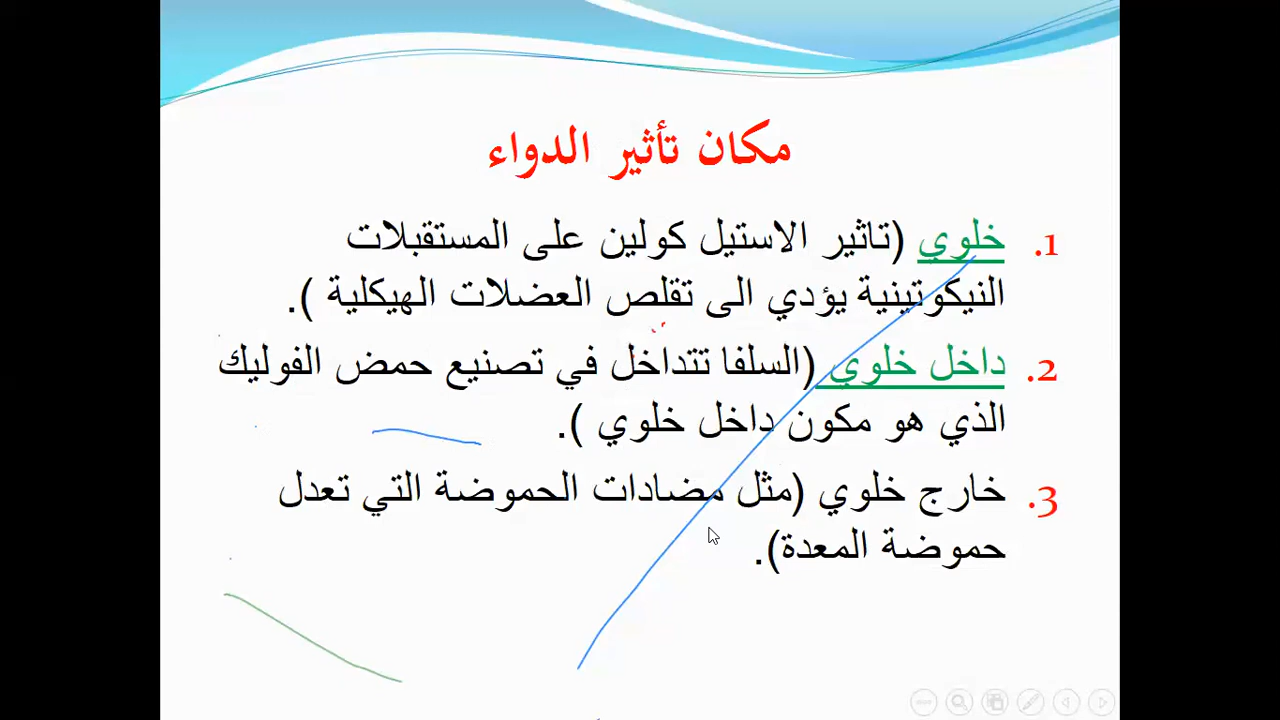 مكان تأثير الدواء
1. خلوي (تاثير الاستيل كولين على المستقبلات
النيكوتينية يؤدي الى تقلص العضلات الهيكلية ).
2. داخل خلوي (السلفا تتداخل في تصنيع حمض الفوليك
الذي هو مكون داخل خلوي ).
3. خارج خلوي (مثل مضادات الحموضة التي تعدل
حموضة المعدة).